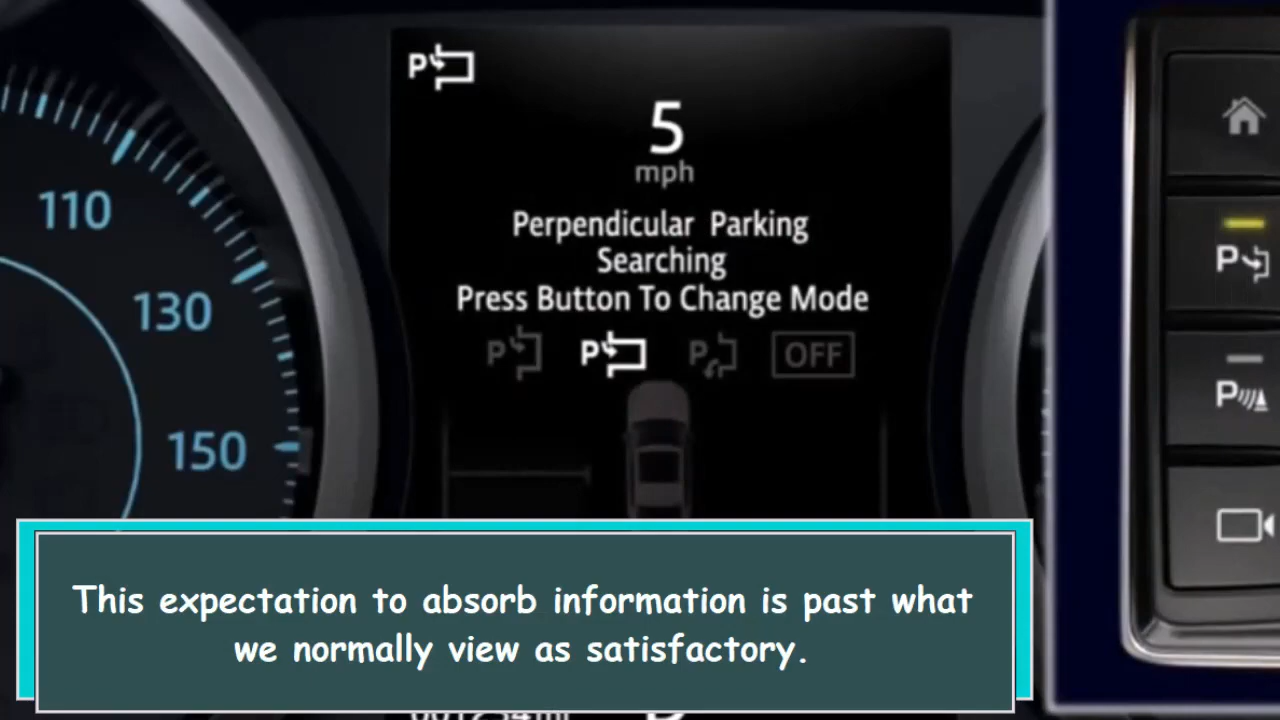 5
mph
Perpendicular Parking
Searching
Press Button To Change Mode
P P P OFF
110
130
150
P
P
P
This expectation to absorb information is past what
we normally view as satisfactory.